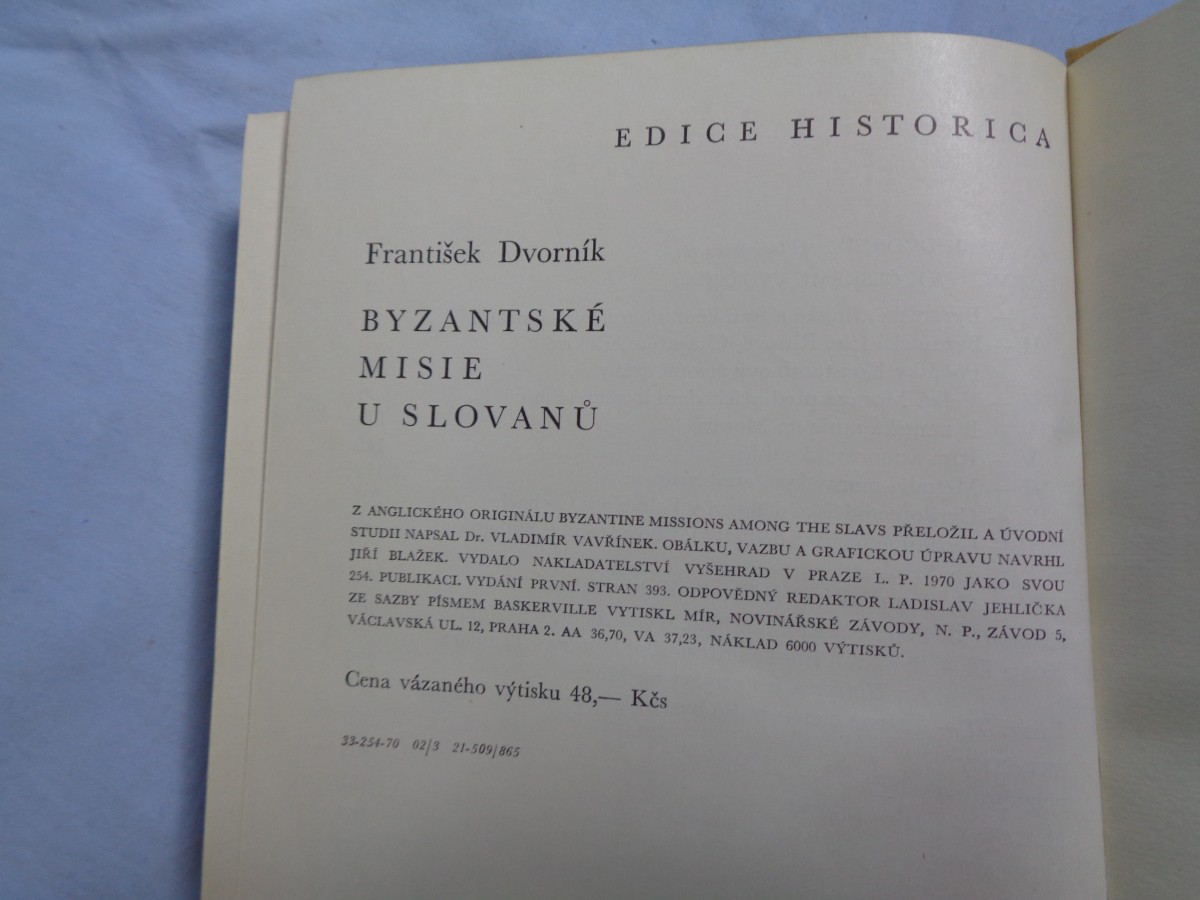 EDICE HISTORICA
František Dvorník
BYZANTSKÉ
MISIE
U SLOVANŮ
Z ANGLICKÉHO ORIGINÁLU BYZANTINE MISSIONS AMONG THE SLAVS PŘELOŽIL A ÚVODNÍ
STUDII NAPSAL Dr. VLADIMÍR VAVŘÍNEK. OBÁLKU, VAZBU A GRAFICKOU ÚPRAVU NAVRHL
JIŘÍ BLAŽEK. VYDALO NAKLADATELSTVÍ VYŠEHRAD V PRAZE L. P. 1970 JAKO SVOU
254. PUBLIKACI. VYDÁNÍ PRVNÍ. STRAN 393. ODPOVĚDNÝ REDAKTOR LADISLAV JEHLIČKA
ZE SAZBY PÍSMEM BASKERVILLE VYTISKL MÍR, NOVINÁŘSKÉ ZÁVODY, N. P., ZÁVOD 5,
VÁCLAVSKÁ UL. 12, PRAHA 2. AA 36,70, VA 37,23, NÁKLAD 6000 VÝTISKŮ.
Cena vázaného výtisku 48,— Kčs
33-254-70 02/3 21-509/865